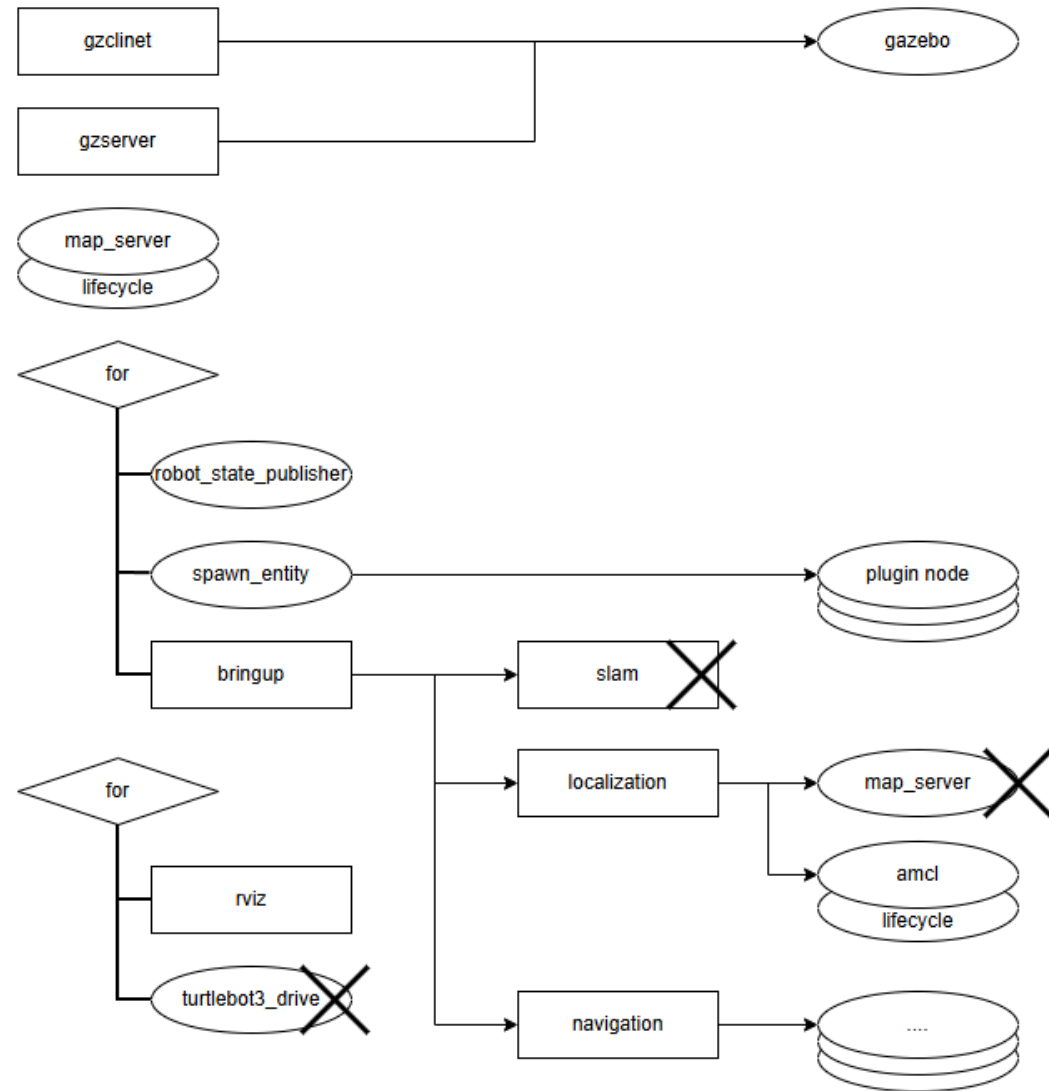 gzclinet
gazebo
gzserver
map_server
lifecycle
for
robot_state_publisher
spawn_entity
plugin node
bringup
slam
for
localization
map_server
rviz
amcl
lifecycle
turtlebot3_drive
navigation
....